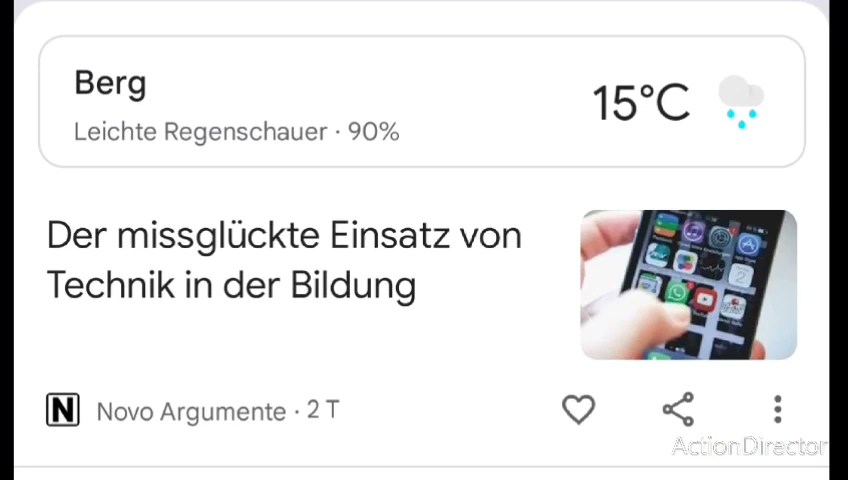 Berg
15°C
Leichte Regenschauer · 90%
Der missglückte Einsatz von
Technik in der Bildung
N Novo Argumente · 2 T
ActionDirector